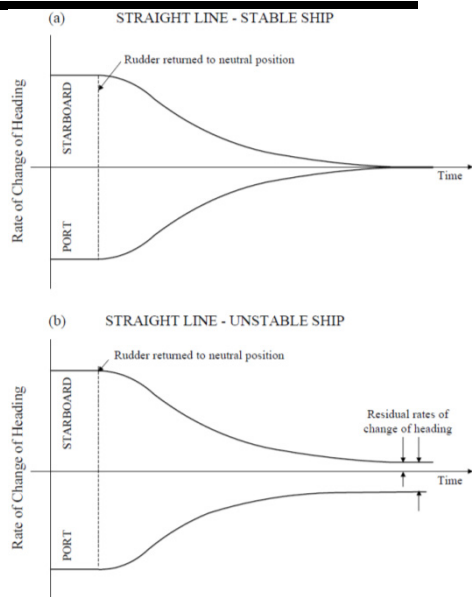 (a) STRAIGHT LINE - STABLE SHIP
Rudder returned to neutral position
Rate of Change of Heading
STARBOARD
PORT
Time
(b) STRAIGHT LINE - UNSTABLE SHIP
Rudder returned to neutral position
Rate of Change of Heading
STARBOARD
Residual rates of
change of heading
Time
PORT